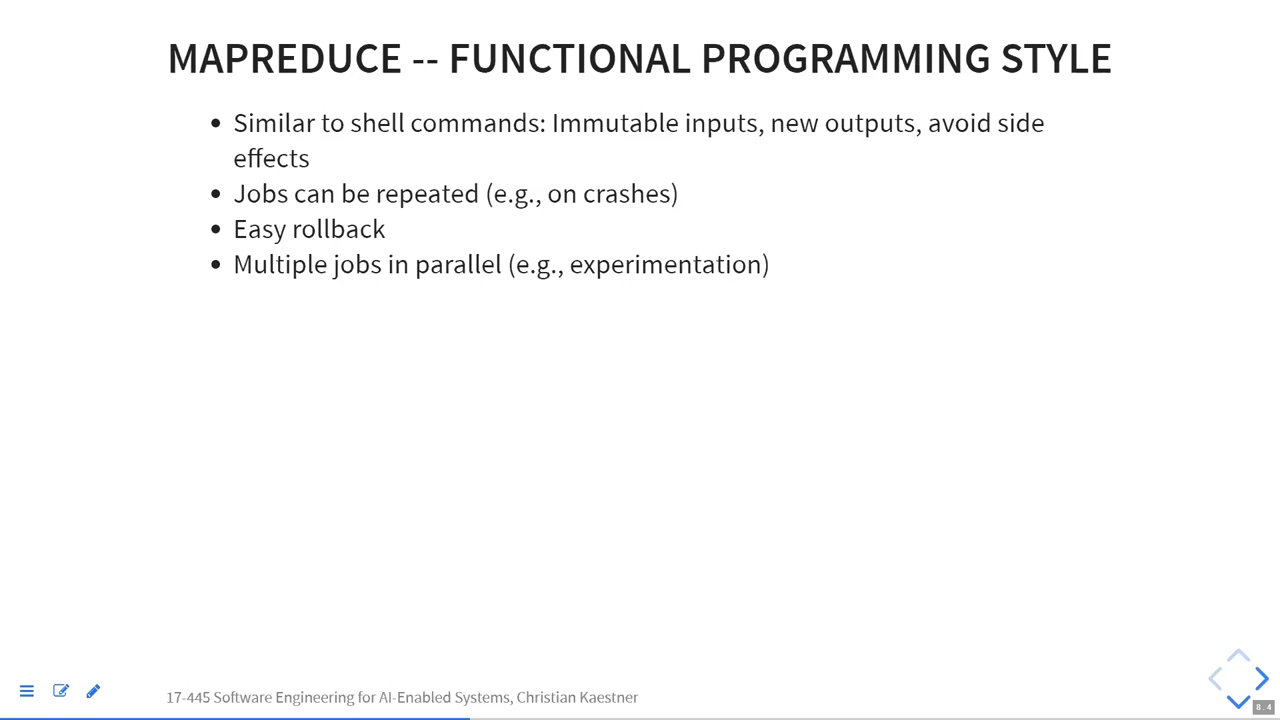 MAPREDUCE -- FUNCTIONAL PROGRAMMING STYLE
• Similar to shell commands: Immutable inputs, new outputs, avoid side
effects
• Jobs can be repeated (e.g., on crashes)
• Easy rollback
• Multiple jobs in parallel (e.g., experimentation)
17-445 Software Engineering for AI-Enabled Systems, Christian Kaestner
8.4